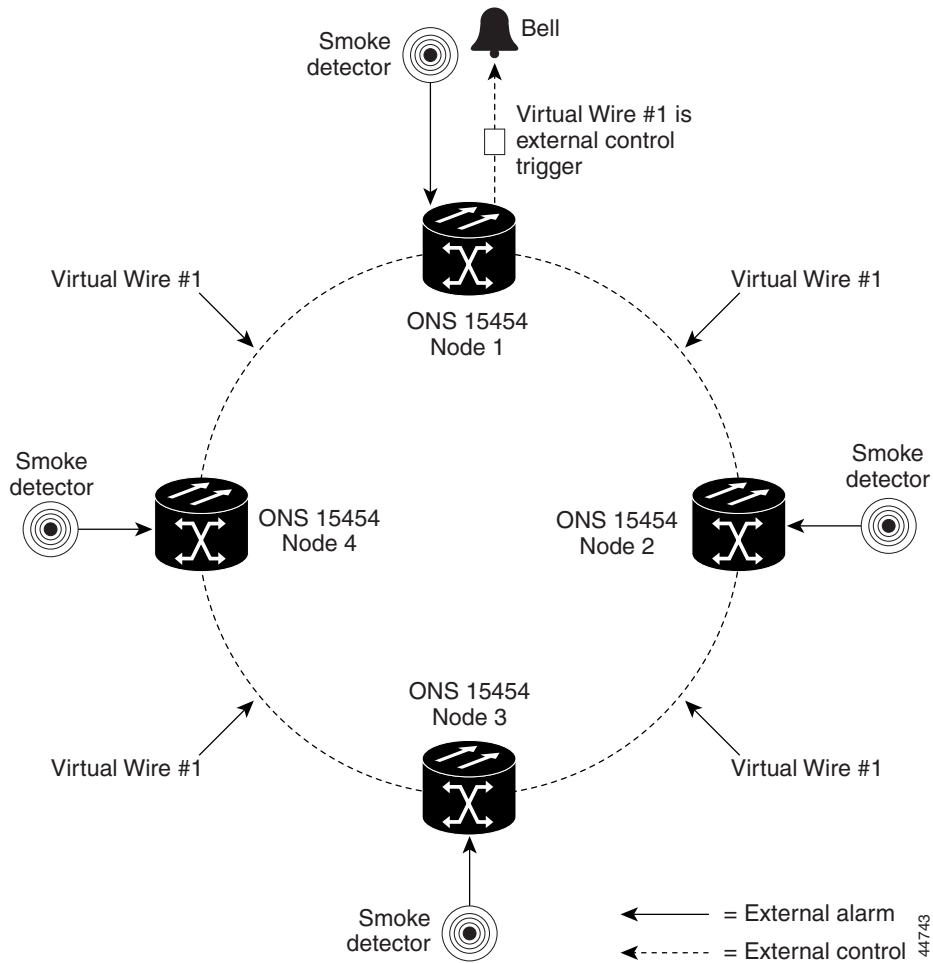 Smoke
detector
Bell
Virtual Wire #1 is
external control
trigger
Virtual Wire #1
Virtual Wire #1
ONS 15454
Node 1
Smoke
detector
ONS 15454
Node 4
ONS 15454
Node 2
Smoke
detector
ONS 15454
Node 3
Virtual Wire #1
Virtual Wire #1
Smoke
detector
= External alarm
= External control
44743